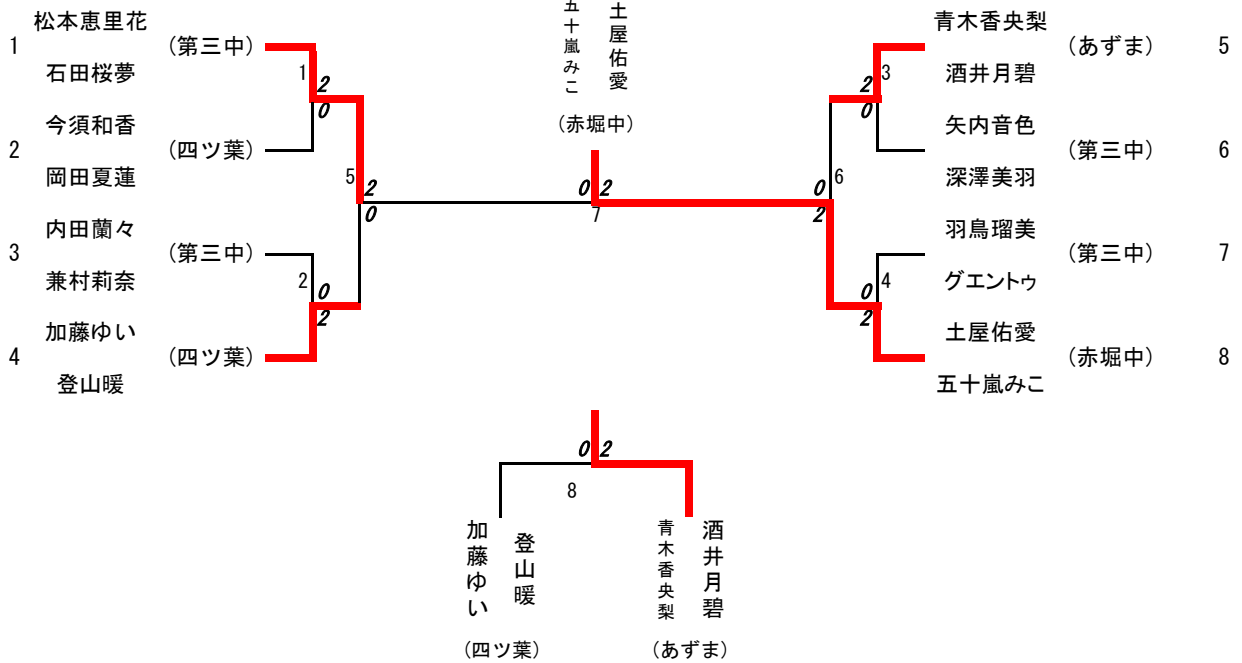 五十嵐みこ
土屋佑愛
(赤堀中)
松本恵里花
1
(第三中)
石田桜夢
1
2
0
今須和香
2
(四ツ葉)
岡田夏蓮
5
2
0
内田蘭々
3
(第三中)
兼村莉奈
2
0
2
加藤ゆい
4
(四ツ葉)
登山暖
0 2
7
青木香央梨
(あずま)
5
酒井月碧
3
2
0
矢内音色
(第三中)
6
深澤美羽
6
0
2
羽鳥瑠美
(第三中)
7
グエントゥ
4
0
2
土屋佑愛
(赤堀中)
8
五十嵐みこ
0 2
8
加藤ゆい
登山暖
(四ツ葉)
青木香央梨
酒井月碧
(あずま)